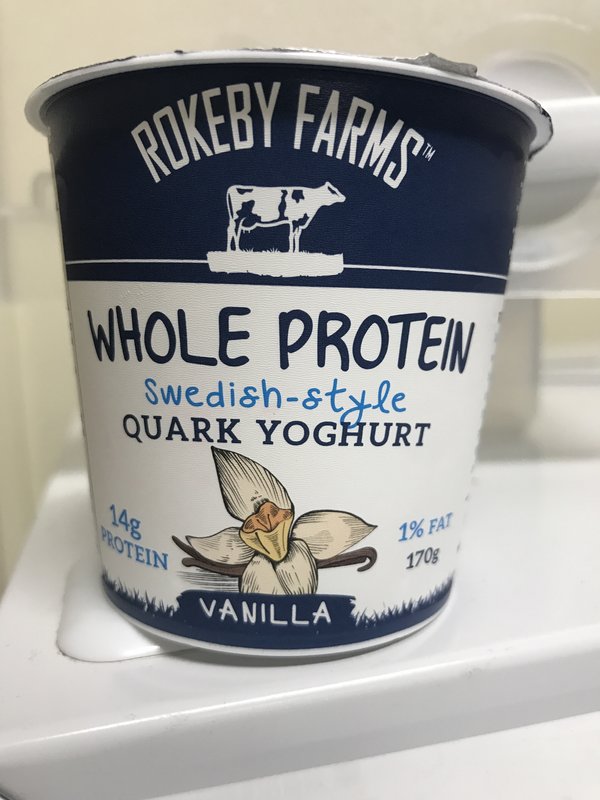 ROKEBY FARMS™
WHOLE PROTEIN
Swedish-style
QUARK YOGHURT
14g
PROTEIN
1% FAT
170g
VANILLA